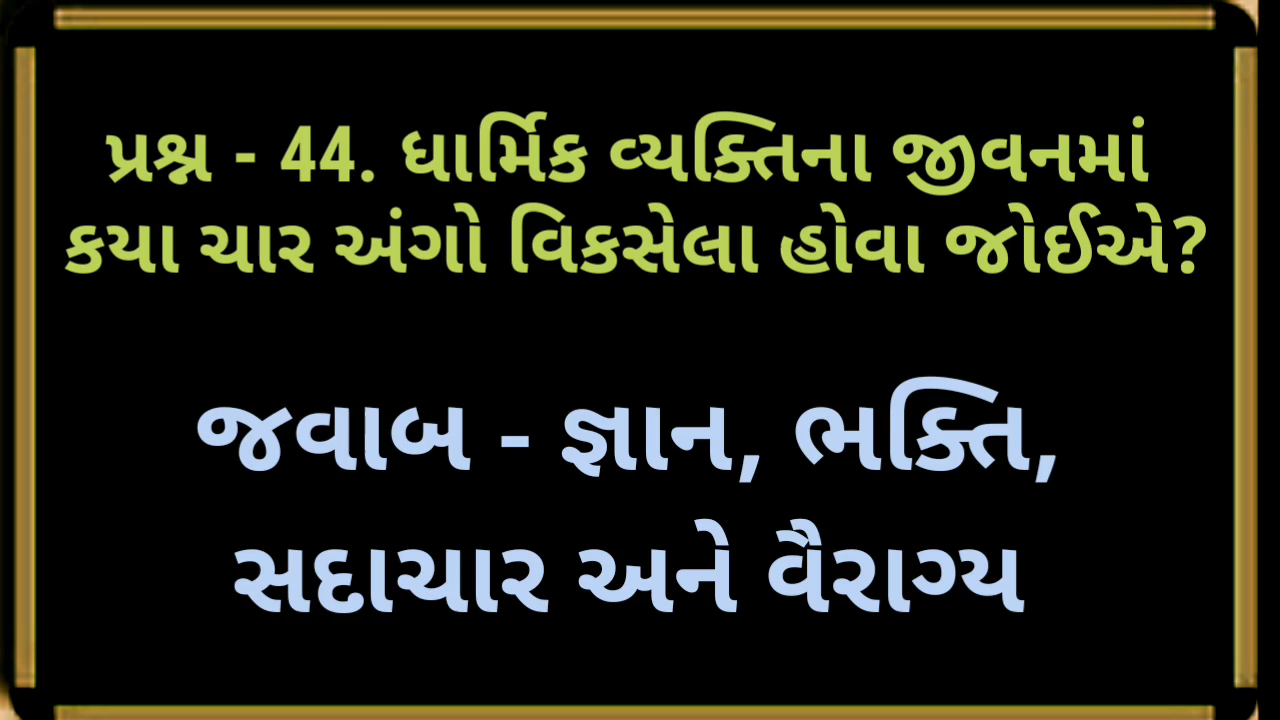 પ્રશ્ન - 44. ધાર્મિક વ્યક્તિના જીવનમાં
કયા ચાર અંગો વિકસેલા હોવા જોઈએ?
જવાબ - જ્ઞાન, ભક્તિ,
સદાચાર અને વૈરાગ્ય